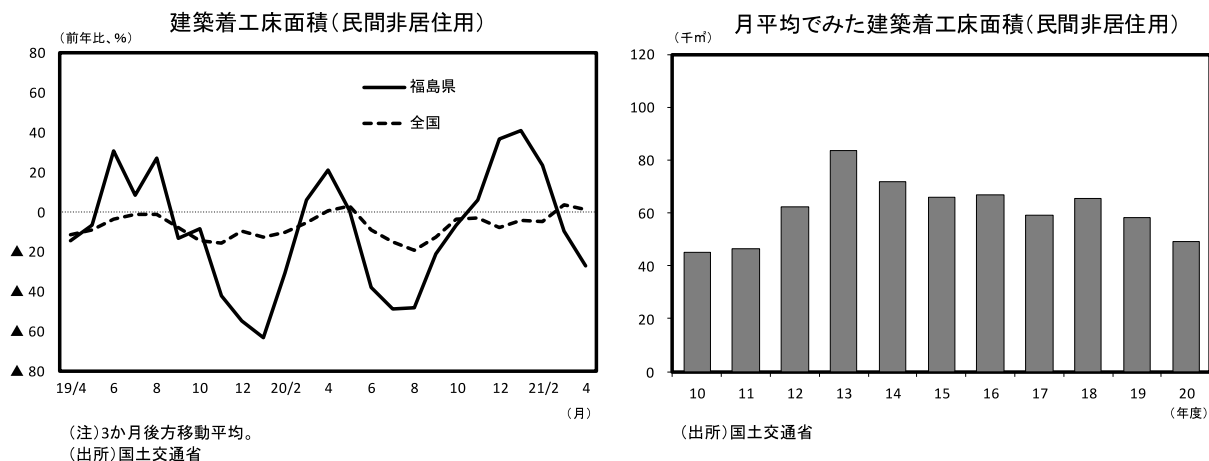 建築着工床面積（民間非居住用）
（前年比、％）
80
60
40
20
0
▲ 20
▲ 40
▲ 60
▲ 80
福島県
全国
19/4 6 8 10 12 20/2 4 6 8 10 12 21/2 4
（月）
（注）3か月後方移動平均。
（出所）国土交通省
月平均でみた建築着工床面積（民間非居住用）
（千㎡）
120
100
80
60
40
20
0
10 11 12 13 14 15 16 17 18 19 20
（年度）
（出所）国土交通省